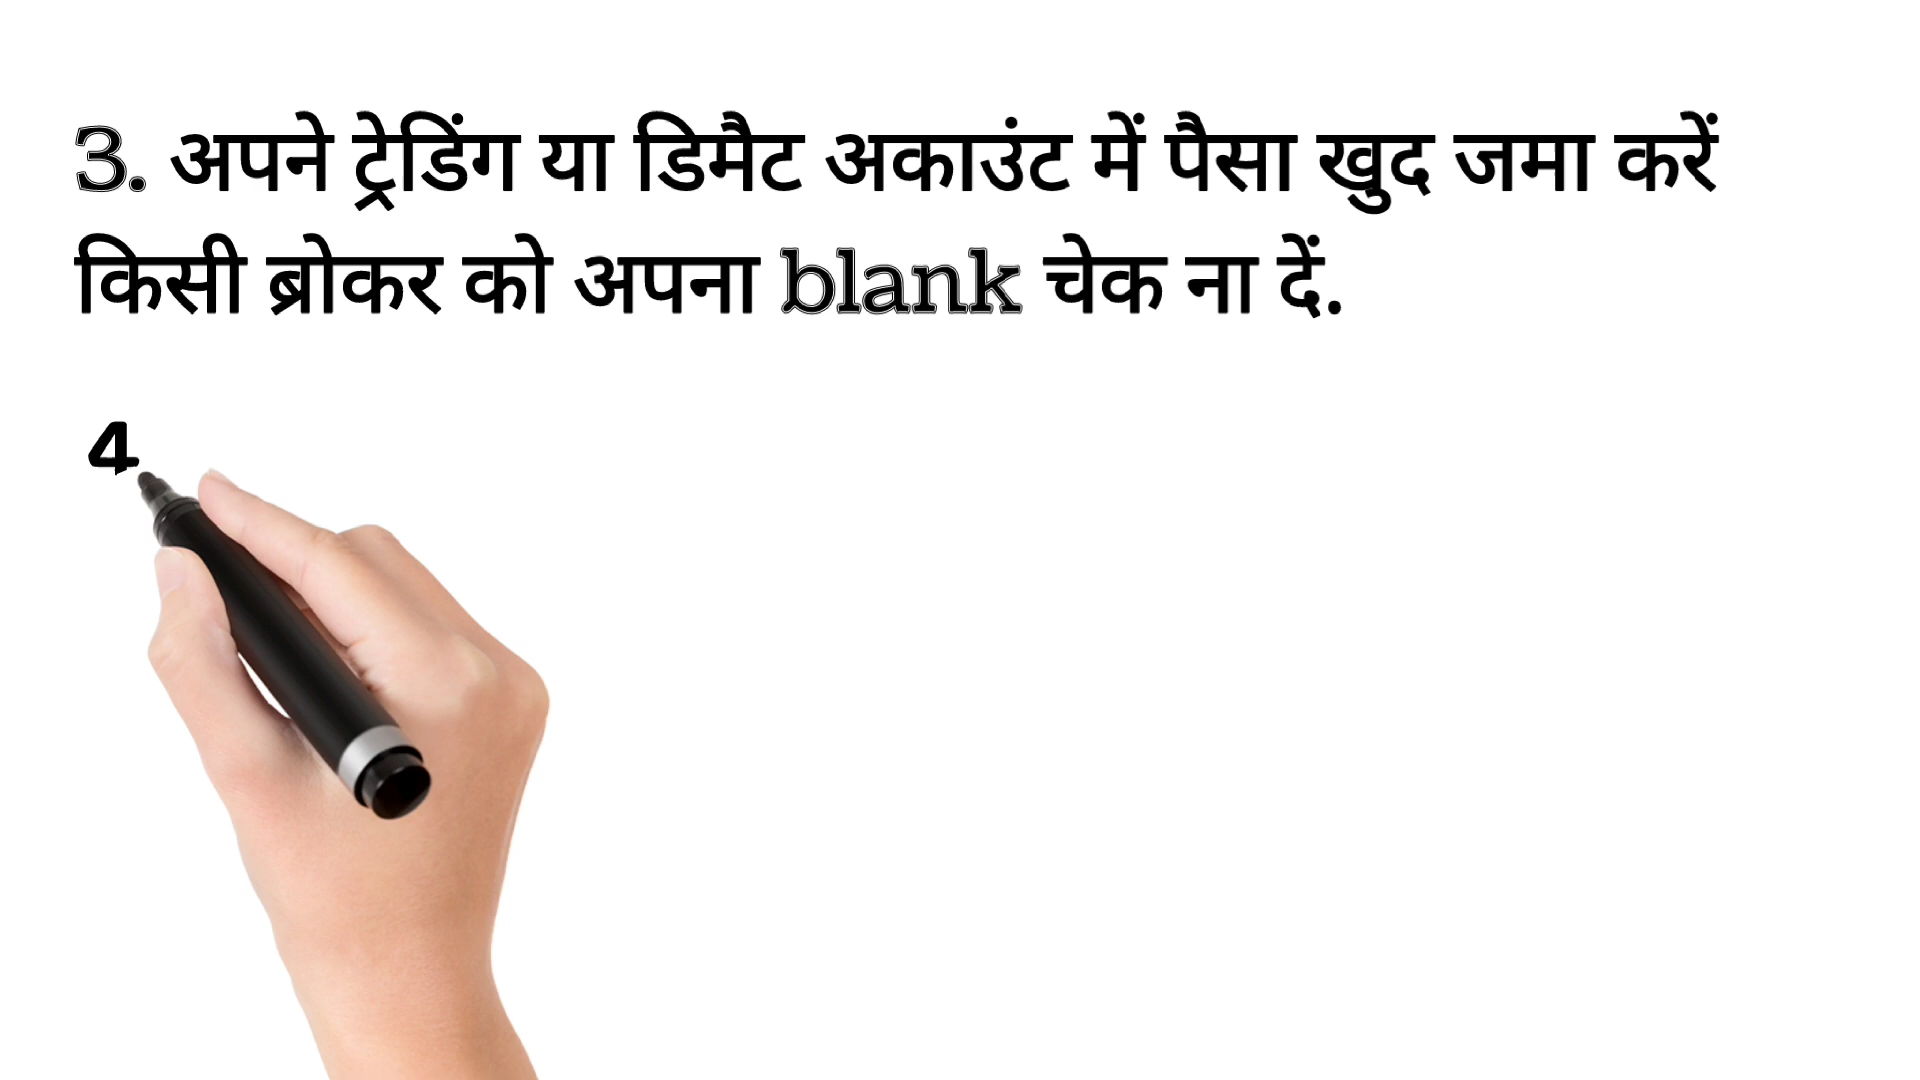 3. अपने ट्रेडिंग या डिमैट अकाउंट में पैसा खुद जमा करें
किसी ब्रोकर को अपना blank चेक ना दें.
4